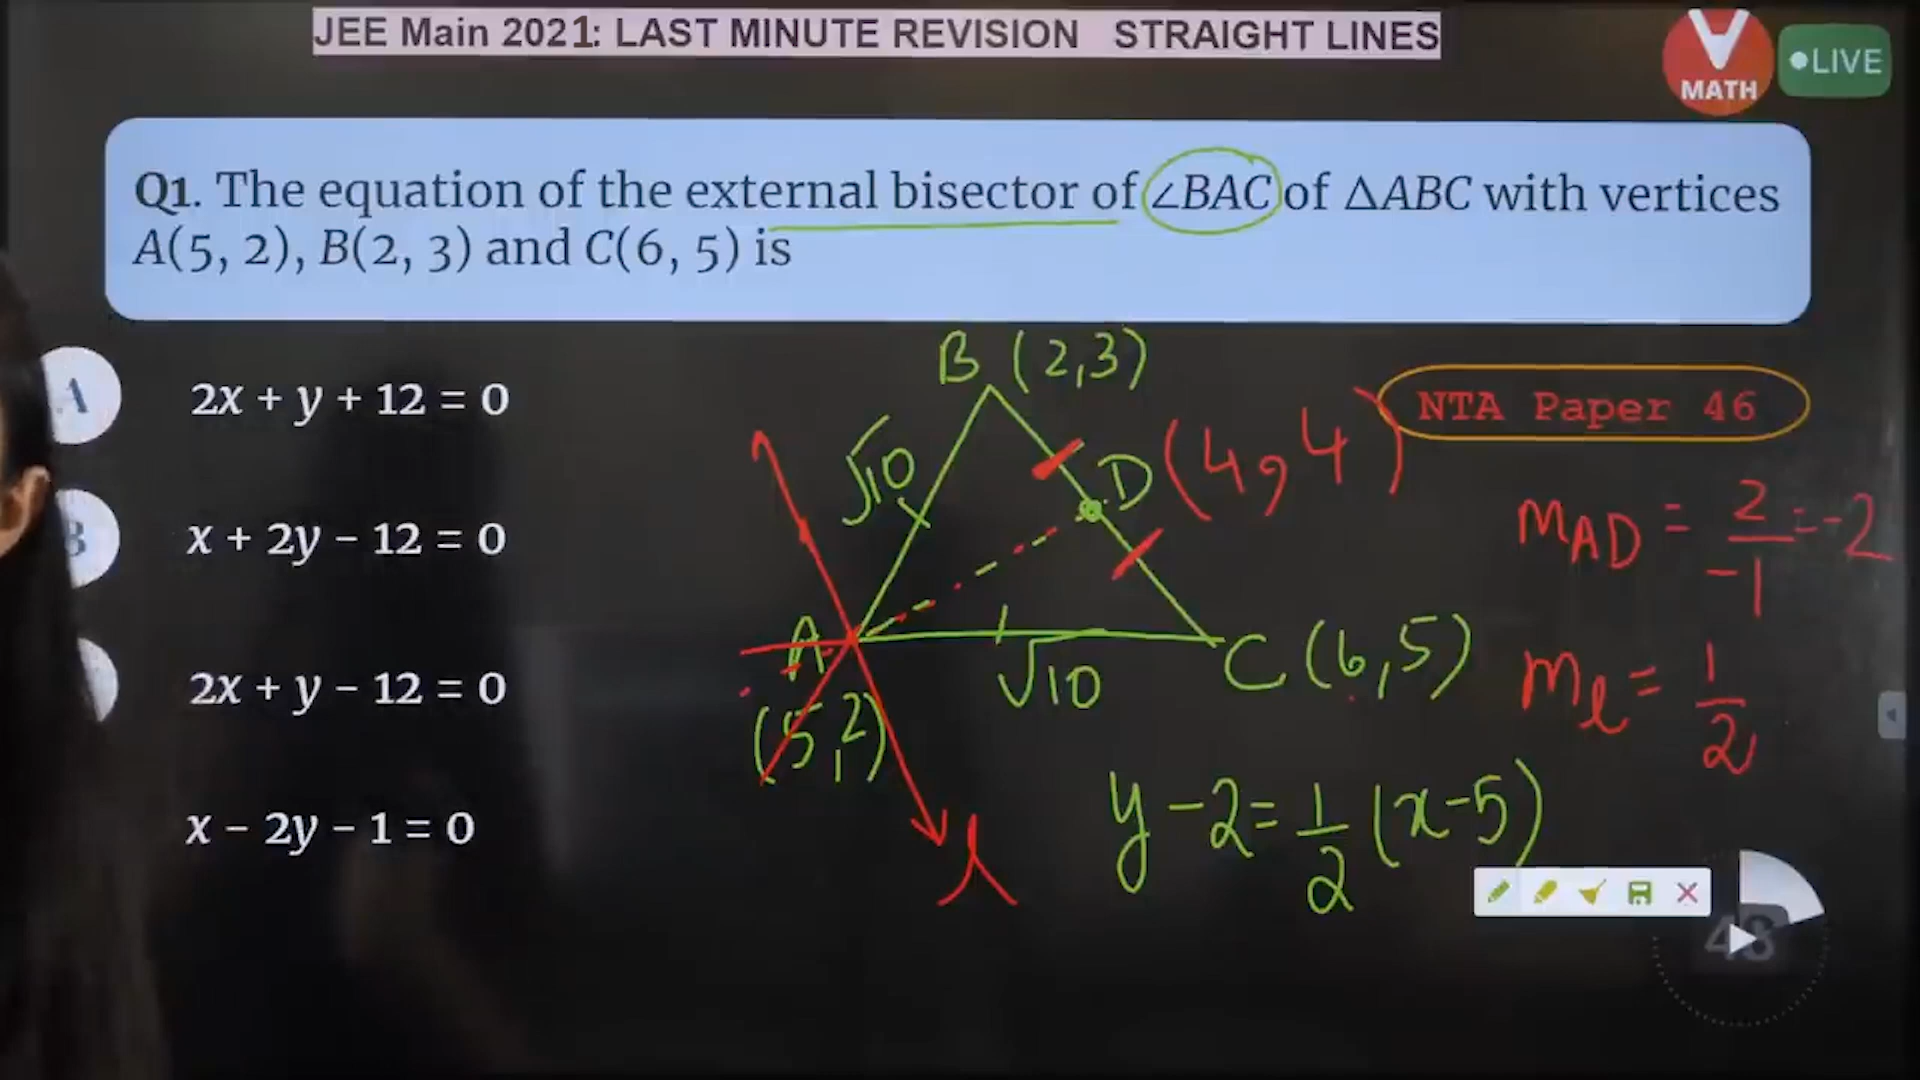 JEE Main 2021: LAST MINUTE REVISION STRAIGHT LINES
MATH
LIVE
Q1. The equation of the external bisector of ∠BAC of ΔABC with vertices
A(5, 2), B(2, 3) and C(6, 5) is
A 2x + y + 12 = 0
B x + 2y − 12 = 0
2x + y − 12 = 0
x − 2y − 1 = 0
NTA Paper 46
B (2,3)
√10
D (4,4)
A
(5,2)
√10
C (6,5)
l
m_AD = 2/-1 = -2
m_l = 1/2
y - 2 = 1/2 (x-5)
48